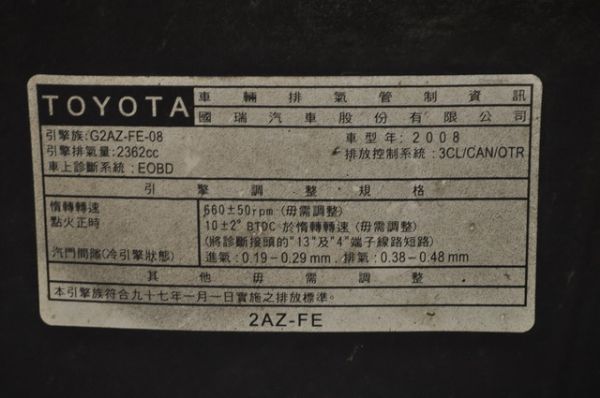 TOYOTA
車輛排氣管制資訊
國瑞汽車股份有限公司
引擎族:G2AZ-FE-08
車型年:2008
引擎排氣量:2362cc
排放控制系統:3CL/CAN/OTR
車上診斷系統:EOBD
引擎調整規格
惰轉轉速 660±50rpm (毋需調整)
點火正時 10±2° BTDC 於惰轉轉速 (毋需調整)
(將診斷接頭的"13"及"4"端子線路短路)
汽門間隙(冷引擎狀態) 進氣:0.19-0.29mm 排氣:0.38-0.48mm
其他毋需調整
本引擎族符合九十七年一月一日實施之排放標準。
2AZ-FE